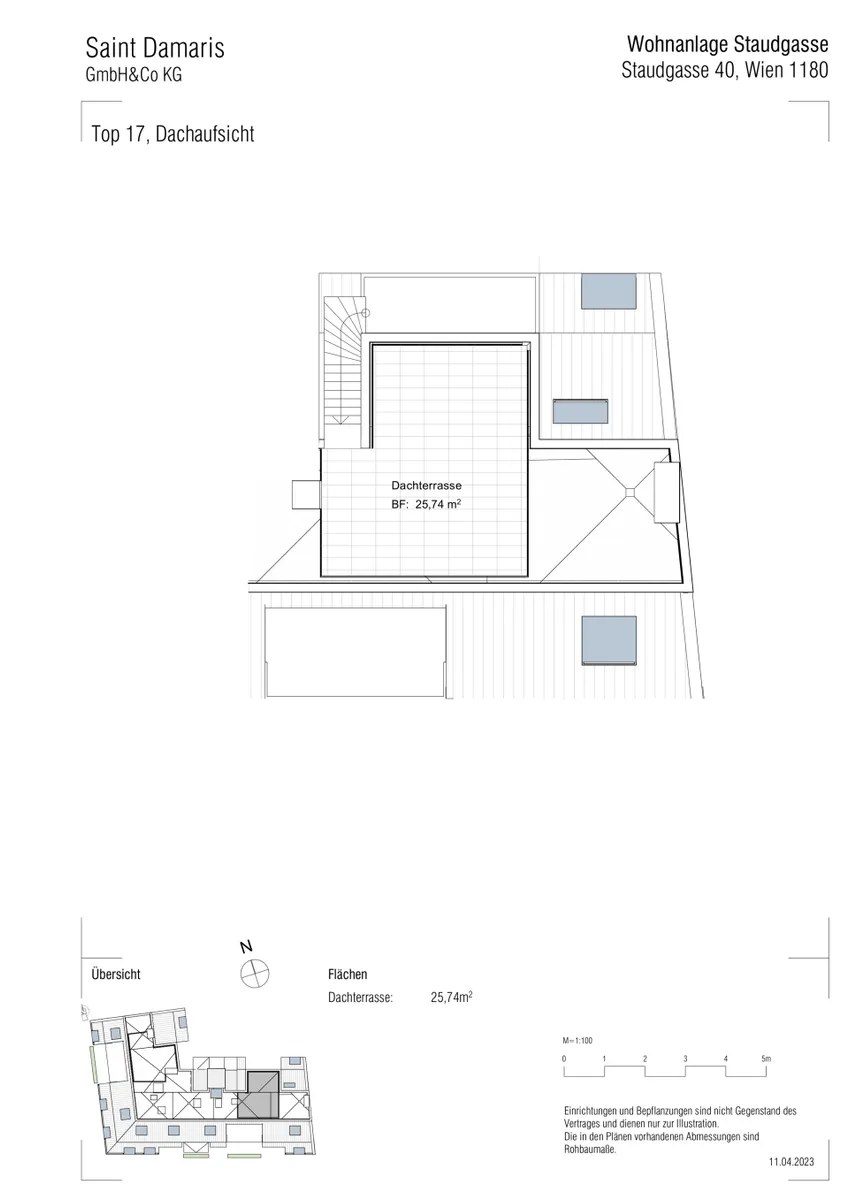 Saint Damaris
GmbH&Co KG
Wohnanlage Staudgasse
Staudgasse 40, Wien 1180
Top 17, Dachaufsicht
Dachterrasse
BF: 25,74 m²
Übersicht
N
Flächen
Dachterrasse: 25,74m²
M=1:100
0 1 2 3 4 5m
Einrichtungen und Bepflanzungen sind nicht Gegenstand des
Vertrages und dienen nur zur Illustration.
Die in den Plänen vorhandenen Abmessungen sind
Rohbaumaße.
11.04.2023